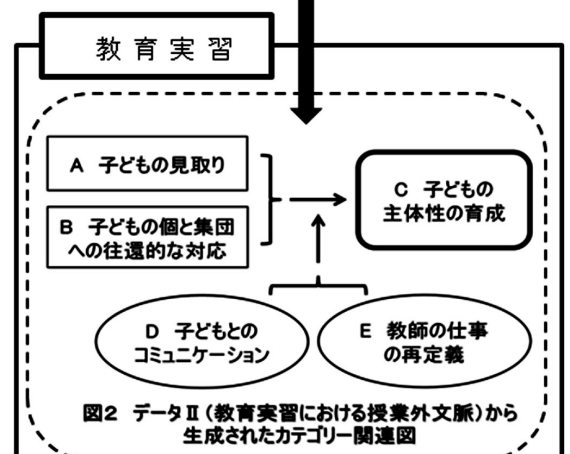 教育実習
A 子どもの見取り
B 子どもの個と集団
への往還的な対応
C 子どもの
主体性の育成
D 子どもとの
コミュニケーション
E 教師の仕事
の再定義
図2 データⅡ(教育実習における授業外文脈)から
生成されたカテゴリー関連図